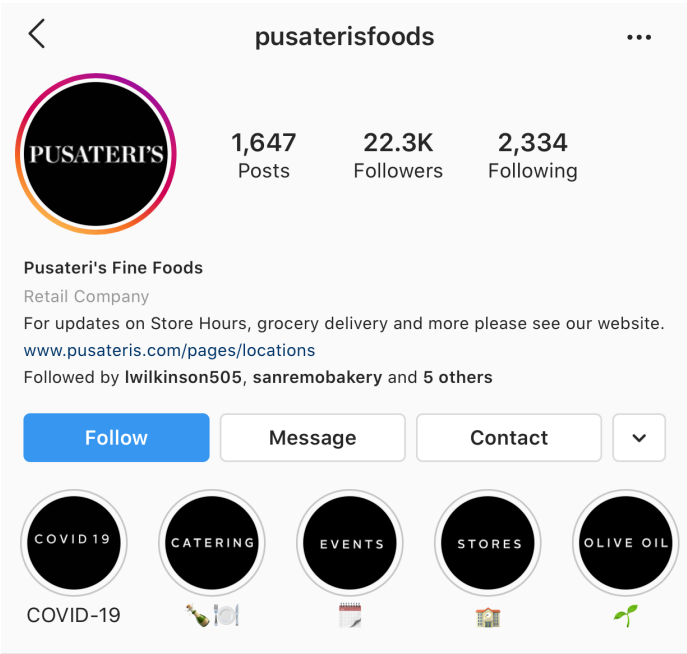 pusaterisfoods
PUSATERI'S
1,647 22.3K 2,334
Posts Followers Following
Pusateri's Fine Foods
Retail Company
For updates on Store Hours, grocery delivery and more please see our website.
www.pusateris.com/pages/locations
Followed by lwilkinson505, sanremobakery and 5 others
Follow Message Contact
COVID 19 CATERING EVENTS STORES OLIVE OIL
COVID-19 🍾🍽️ 🗓️ 🏫 🌱